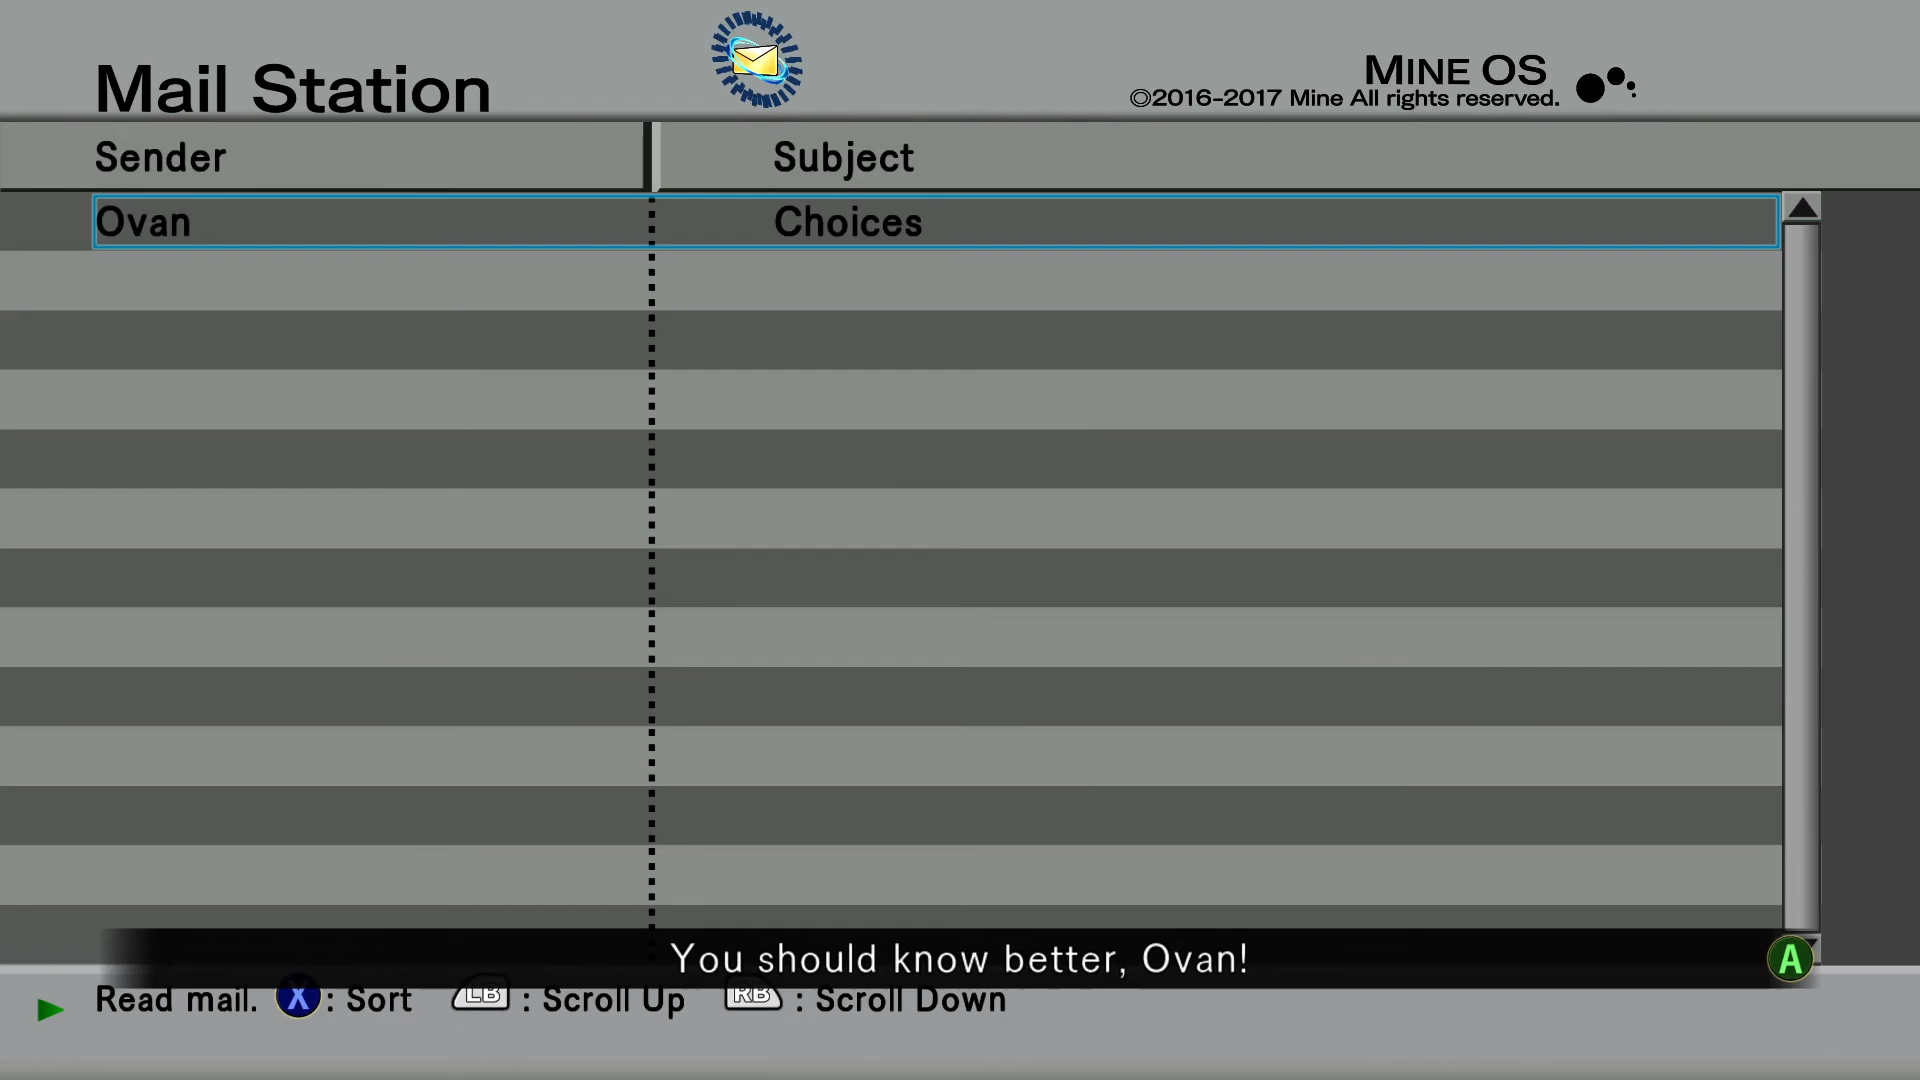 Mail Station
MINE OS
©2016-2017 Mine All rights reserved.
Sender Subject
Ovan Choices
You should know better, Ovan!
A
Read mail. X : Sort LB : Scroll Up RB : Scroll Down